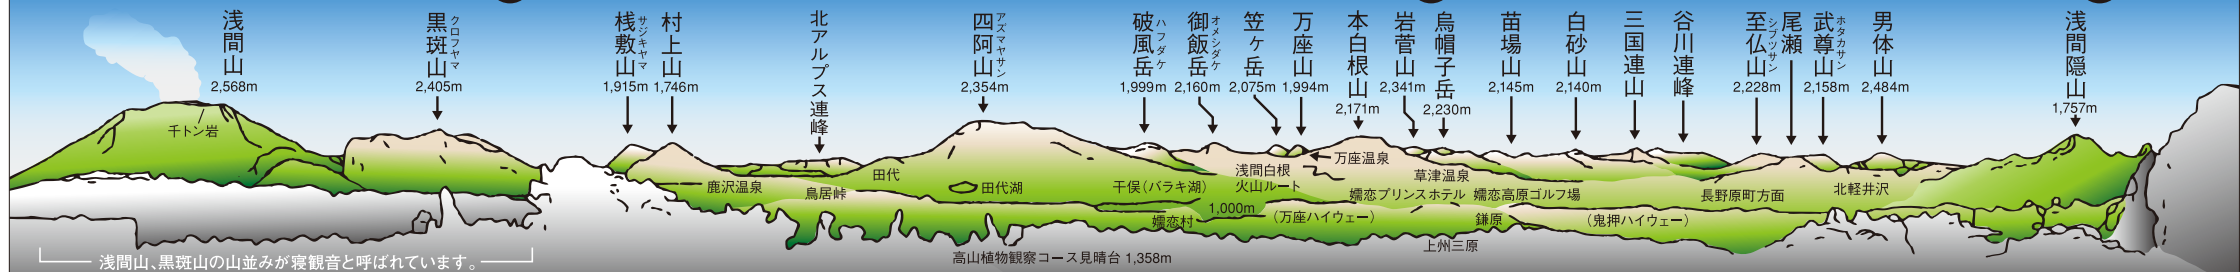 浅間山
2,568m
黒斑山
クロフヤマ
2,405m
桟敷山
サジキヤマ
1,915m
村上山
1,746m
北アルプス連峰
四阿山
アズマヤサン
2,354m
破風岳
ハフダケ
1,999m
御飯岳
オメシダケ
2,160m
笠ヶ岳
2,075m
万座山
1,994m
本白根山
2,171m
岩菅山
2,341m
烏帽子岳
2,230m
苗場山
2,145m
白砂山
2,140m
三国連山
谷川連峰
至仏山
シブツサン
2,228m
尾瀬
武尊山
ホタカサン
2,158m
男体山
2,484m
浅間隠山
1,757m
千トン岩
鹿沢温泉
鳥居峠
田代
田代湖
干俣(バラキ湖)
嬬恋村
浅間白根
火山ルート
1,000m
万座温泉
(万座ハイウェー)
草津温泉
嬬恋プリンスホテル
嬬恋高原ゴルフ場
鎌原
上州三原
(鬼押ハイウェー)
長野原町方面
北軽井沢
高山植物観察コース見晴台 1,358m
浅間山、黒斑山の山並みが寝観音と呼ばれています。